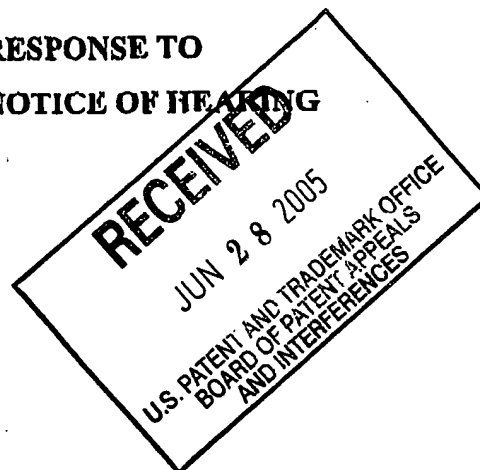 RESPONSE TO
NOTICE OF HEARING
RECEIVED
JUN 28 2005
U.S. PATENT AND TRADEMARK OFFICE
BOARD OF PATENT APPEALS
AND INTERFERENCES